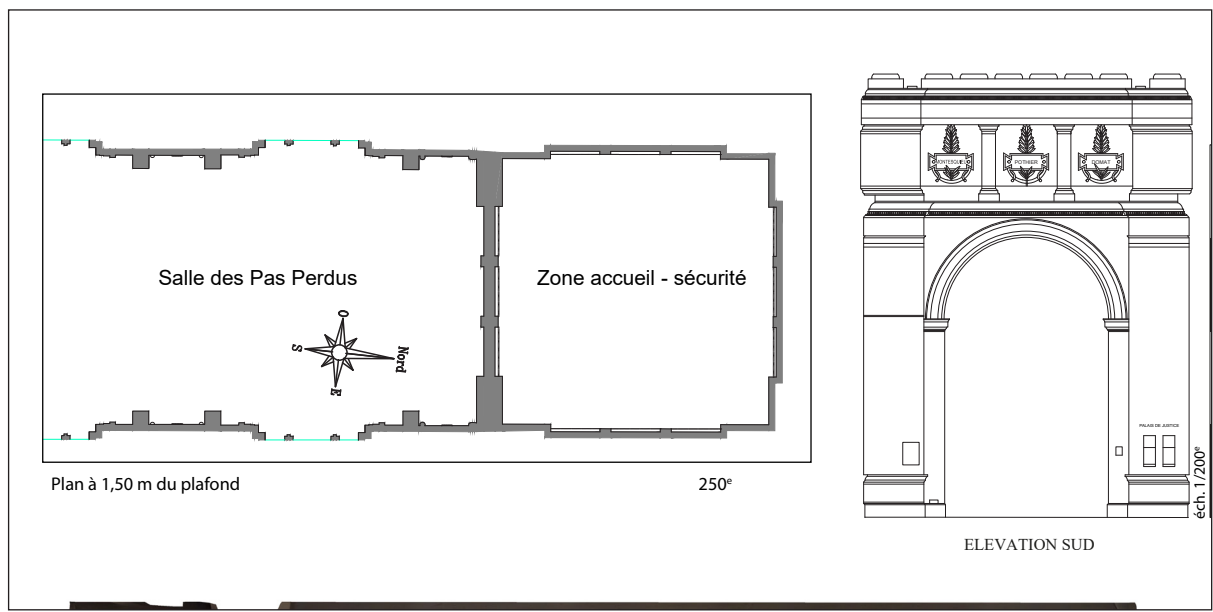 Salle des Pas Perdus
Zone accueil - sécurité
O
S
Nord
E
Plan à 1,50 m du plafond
250e
MONTESQUIEU
POTHIER
DOMAT
PALAIS DE JUSTICE
éch. 1/200e
ELEVATION SUD